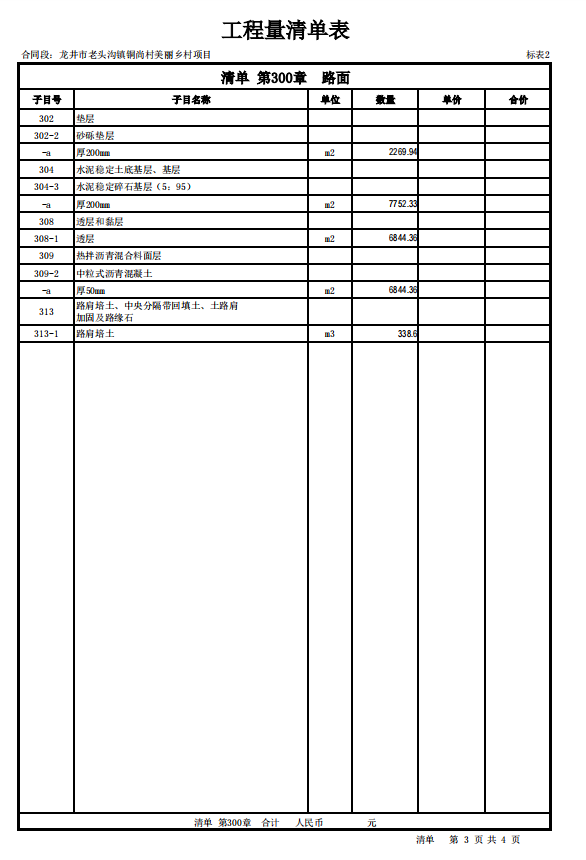 工程量清单表
合同段：龙井市老头沟镇铜尚村美丽乡村项目 标表2
清单 第300章 路面
子目号 子目名称 单位 数量 单价 合价
302 垫层
302-2 砂砾垫层
-a 厚200mm m2 2269.94
304 水泥稳定土底基层、基层
304-3 水泥稳定碎石基层（5：95）
-a 厚200mm m2 7752.33
308 透层和黏层
308-1 透层 m2 6844.36
309 热拌沥青混合料面层
309-2 中粒式沥青混凝土
-a 厚50mm m2 6844.36
313 路肩培土、中央分隔带回填土、土路肩
加固及路缘石
313-1 路肩培土 m3 338.6
清单 第300章 合计 人民币 元
清单 第 3 页 共 4 页